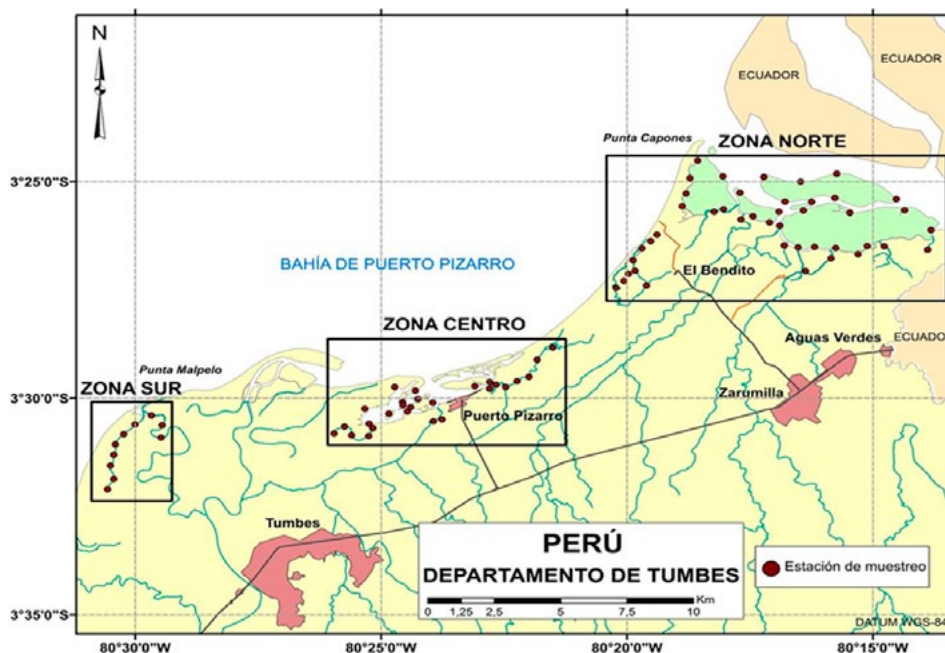 N
ECUADOR
ECUADOR
Punta Capones
ZONA NORTE
3°25'0"S
BAHÍA DE PUERTO PIZARRO
El Bendito
ZONA CENTRO
Aguas Verdes
ECUADO
Punta Malpelo
ZONA SUR
Zarumilla
3°30'0"S
Puerto Pizarro
Tumbes
PERÚ
DEPARTAMENTO DE TUMBES
Km
0 1,25 2,5 5 7,5 10
Estación de muestreo
3°35'0"S
DATUM WGS-84
80°30'0"W 80°25'0"W 80°20'0"W 80°15'0"W